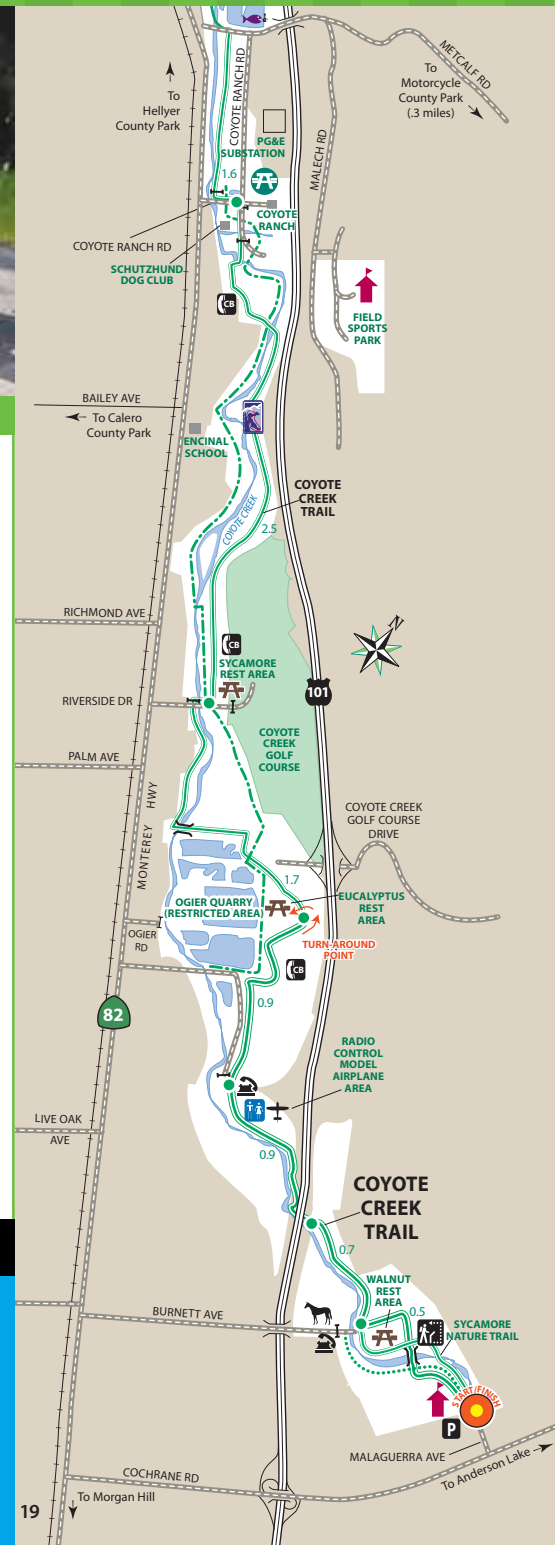 METCALF RD
To
Motorcycle
County Park
(.3 miles)
To
Hellyer
County Park
COYOTE RANCH RD
MALECH RD
PG&E
SUBSTATION
1.6
COYOTE
RANCH
COYOTE RANCH RD
SCHUTZHUND
DOG CLUB
CB
FIELD
SPORTS
PARK
BAILEY AVE
To Calero
County Park
ENCINAL
SCHOOL
COYOTE
CREEK
TRAIL
COYOTE CREEK
2.5
RICHMOND AVE
N
CB
SYCAMORE
REST AREA
RIVERSIDE DR
101
COYOTE
CREEK
GOLF
COURSE
PALM AVE
MONTEREY HWY
COYOTE CREEK
GOLF COURSE
DRIVE
1.7
OGIER QUARRY
(RESTRICTED AREA)
EUCALYPTUS
REST
AREA
OGIER
RD
TURN-AROUND
POINT
CB
0.9
82
RADIO
CONTROL
MODEL
AIRPLANE
AREA
LIVE OAK
AVE
0.9
COYOTE
CREEK
TRAIL
0.7
WALNUT
REST
AREA
BURNETT AVE
0.5
SYCAMORE
NATURE TRAIL
START/FINISH
P
MALAGUERRA AVE
To Anderson Lake
COCHRANE RD
To Morgan Hill
19